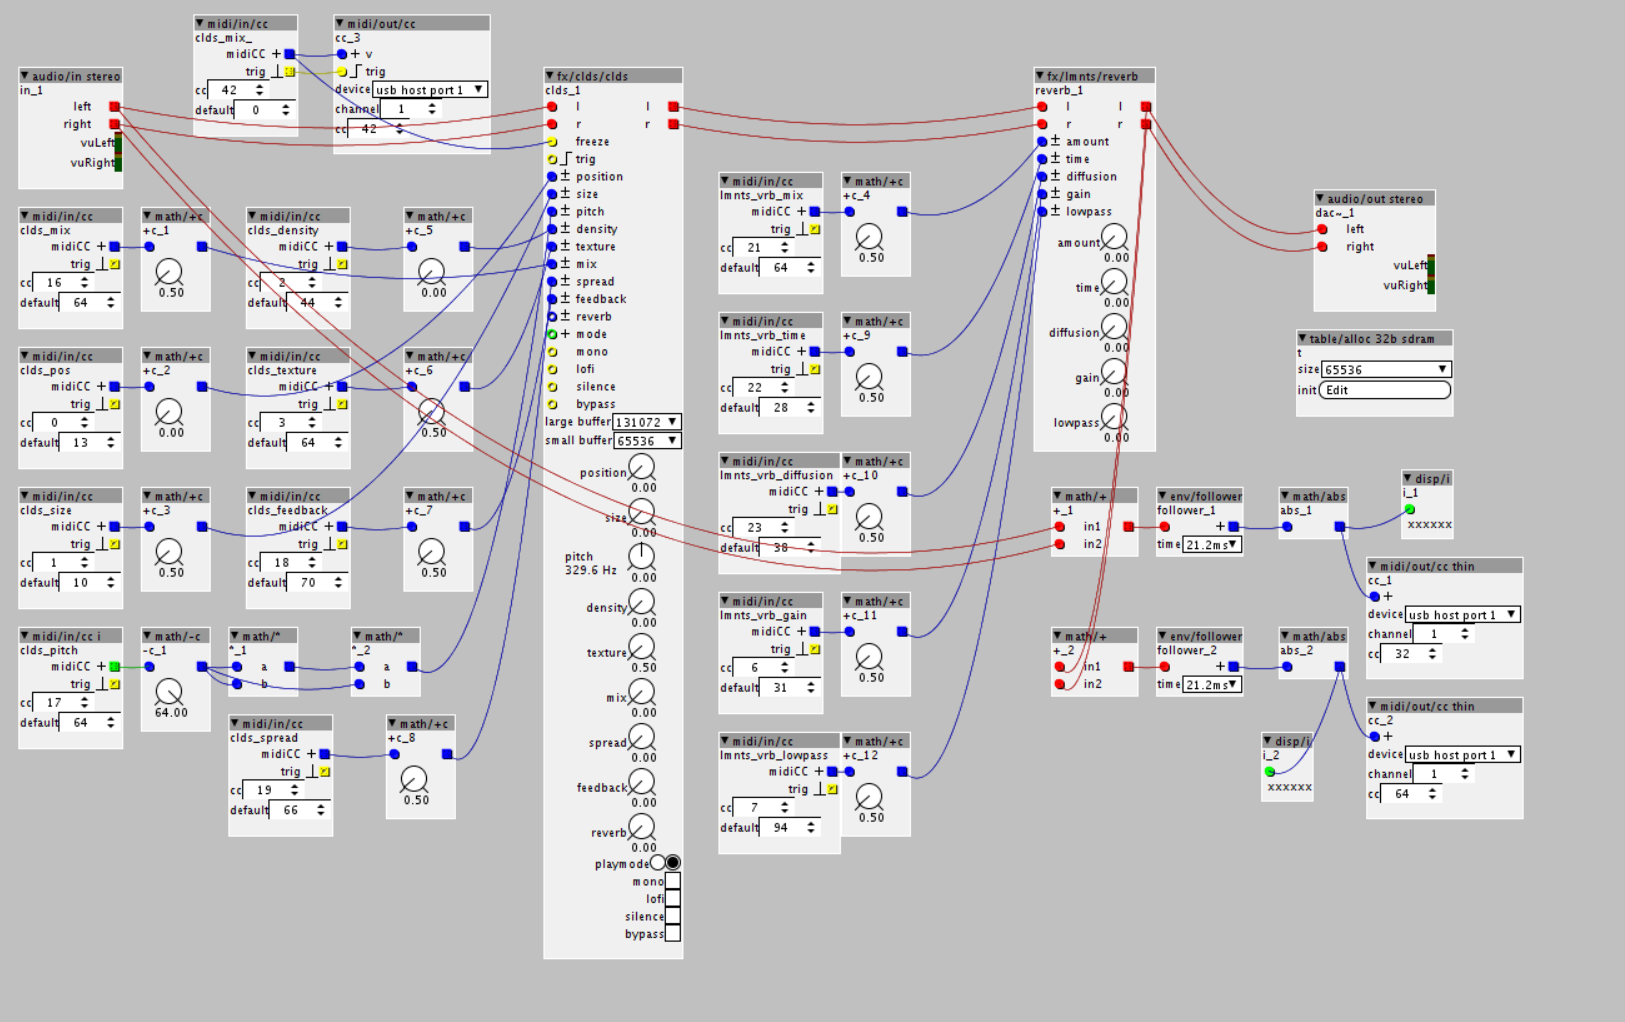 midi/in/cc
clds_mix_
midiCC +
trig
cc 42
default 0
midi/out/cc
cc_3
+ v
trig
device usb host port 1
channel 1
cc 42
audio/in stereo
in_1
left
right
vuLeft
vuRight
midi/in/cc
clds_mix
midiCC +
trig
cc 16
default 64
math/+c
+c_1
0.50
midi/in/cc
clds_density
midiCC +
trig
cc 2
default 44
math/+c
+c_5
0.00
midi/in/cc
clds_pos
midiCC +
trig
cc 0
default 13
math/+c
+c_2
0.00
midi/in/cc
clds_texture
midiCC +
trig
cc 3
default 64
math/+c
+c_6
0.50
midi/in/cc
clds_size
midiCC +
trig
cc 1
default 10
math/+c
+c_3
0.50
midi/in/cc
clds_feedback
midiCC +
trig
cc 18
default 70
math/+c
+c_7
0.50
midi/in/cc i
clds_pitch
midiCC +
trig
cc 17
default 64
math/-c
-c_1
64.00
math/*
*_1
a
b
math/*
*_2
a
b
midi/in/cc
clds_spread
midiCC +
trig
cc 19
default 66
math/+c
+c_8
0.50
fx/clds/clds
clds_1
l l
r r
freeze
trig
± position
± size
± pitch
± density
± texture
± mix
± spread
± feedback
± reverb
+ mode
mono
lofi
silence
bypass
large buffer 131072
small buffer 65536
position
0.00
size
0.00
pitch
329.6 Hz
0.00
density
0.00
texture
0.50
mix
0.00
spread
0.00
feedback
0.00
reverb
0.00
playmode
mono
lofi
silence
bypass
midi/in/cc
lmnts_vrb_mix
midiCC +
trig
cc 21
default 64
math/+c
+c_4
0.50
midi/in/cc
lmnts_vrb_time
midiCC +
trig
cc 22
default 28
math/+c
+c_9
0.50
midi/in/cc
lmnts_vrb_diffusion
midiCC +
trig
cc 23
default 38
math/+c
+c_10
0.50
midi/in/cc
lmnts_vrb_gain
midiCC +
trig
cc 6
default 31
math/+c
+c_11
0.50
midi/in/cc
lmnts_vrb_lowpass
midiCC +
trig
cc 7
default 94
math/+c
+c_12
0.50
fx/lmnts/reverb
reverb_1
l l
r r
± amount
± time
± diffusion
± gain
± lowpass
amount
0.00
time
0.00
diffusion
0.00
gain
0.00
lowpass
0.00
audio/out stereo
dac~_1
left
right
vuLeft
vuRight
table/alloc 32b sdram
t
size 65536
init Edit
math/+
+_1
in1
in2
env/follower
follower_1
+
time 21.2ms
math/abs
abs_1
disp/i
i_1
xxxxxx
midi/out/cc thin
cc_1
+
device usb host port 1
channel 1
cc 32
math/+
+_2
in1
in2
env/follower
follower_2
+
time 21.2ms
math/abs
abs_2
disp/i
i_2
xxxxxx
midi/out/cc thin
cc_2
+
device usb host port 1
channel 1
cc 64